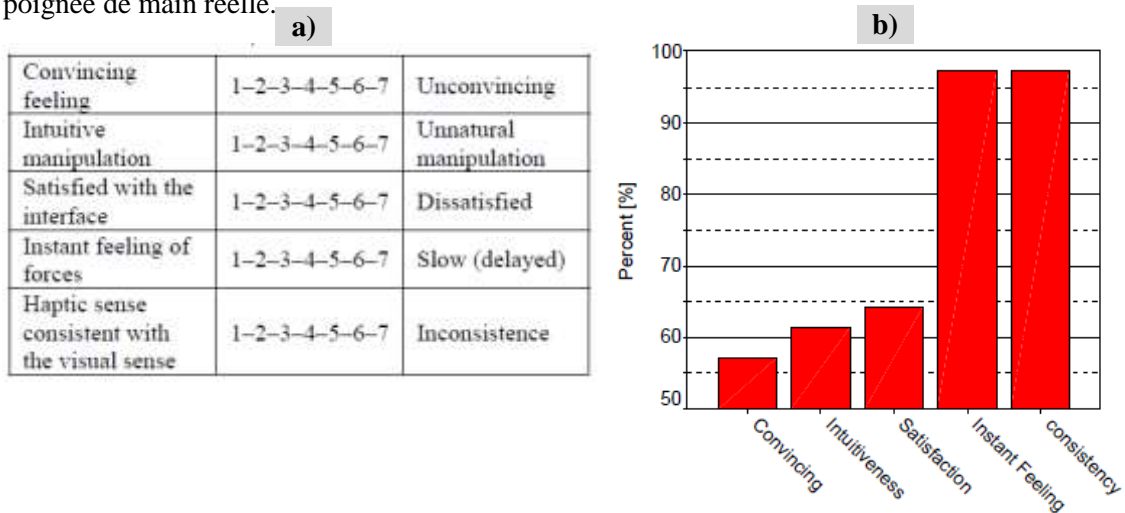 poignée de main réelle.
a)
Convincing
feeling
1–2–3–4–5–6–7
Unconvincing
Intuitive
manipulation
1–2–3–4–5–6–7
Unnatural
manipulation
Satisfied with the
interface
1–2–3–4–5–6–7
Dissatisfied
Instant feeling of
forces
1–2–3–4–5–6–7
Slow (delayed)
Haptic sense
consistent with
the visual sense
1–2–3–4–5–6–7
Inconsistence
b)
Percent [%]
100
90
80
70
60
50
Convincing
Intuitiveness
Satisfaction
Instant Feeling
consistency